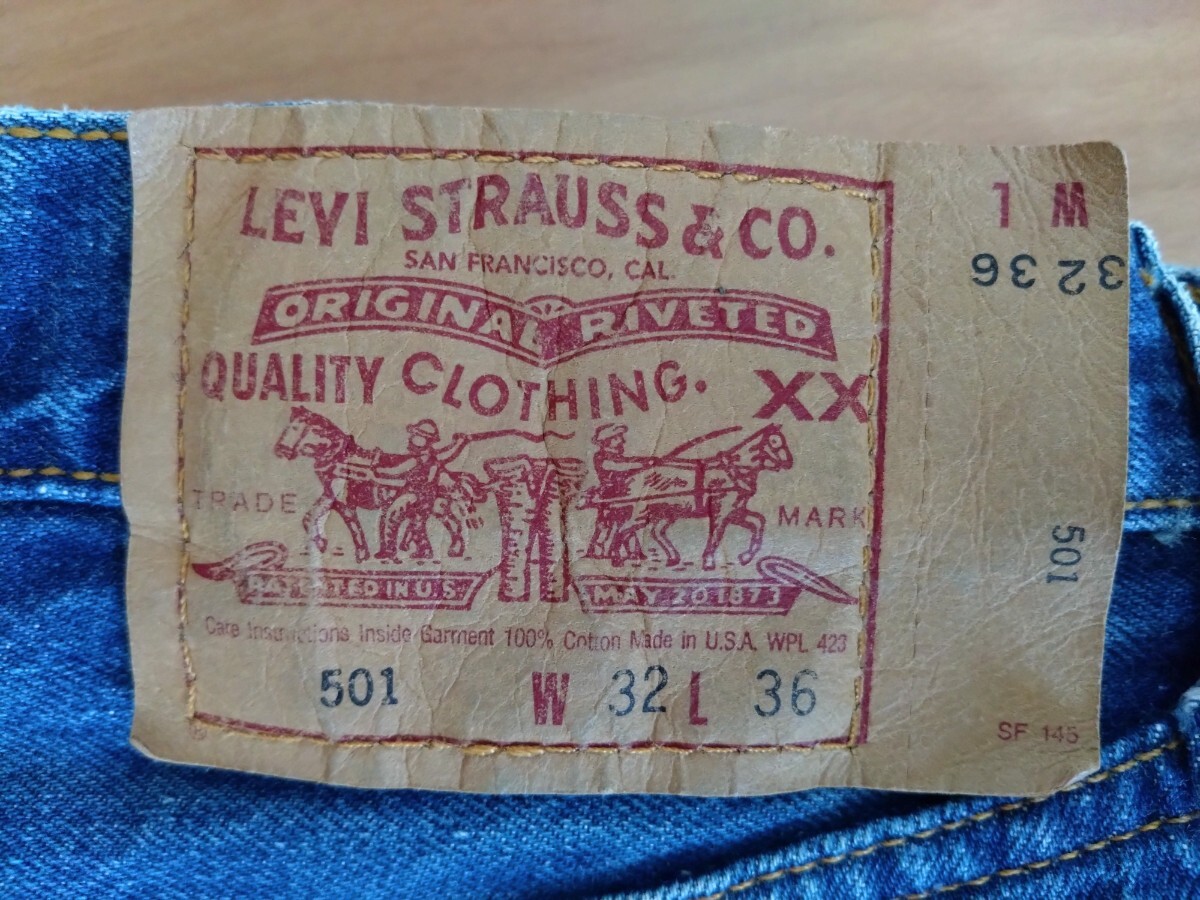 LEVI STRAUSS & CO.
SAN FRANCISCO, CAL.
ORIGINAL RIVETED
QUALITY CLOTHING. XX
TRADE MARK
PATENTED IN U.S.
MAY 20 1873
Care Instructions Inside Garment 100% Cotton Made in U.S.A. WPL 423
501 W 32 L 36
®
1 M
32 36
501
SF 145